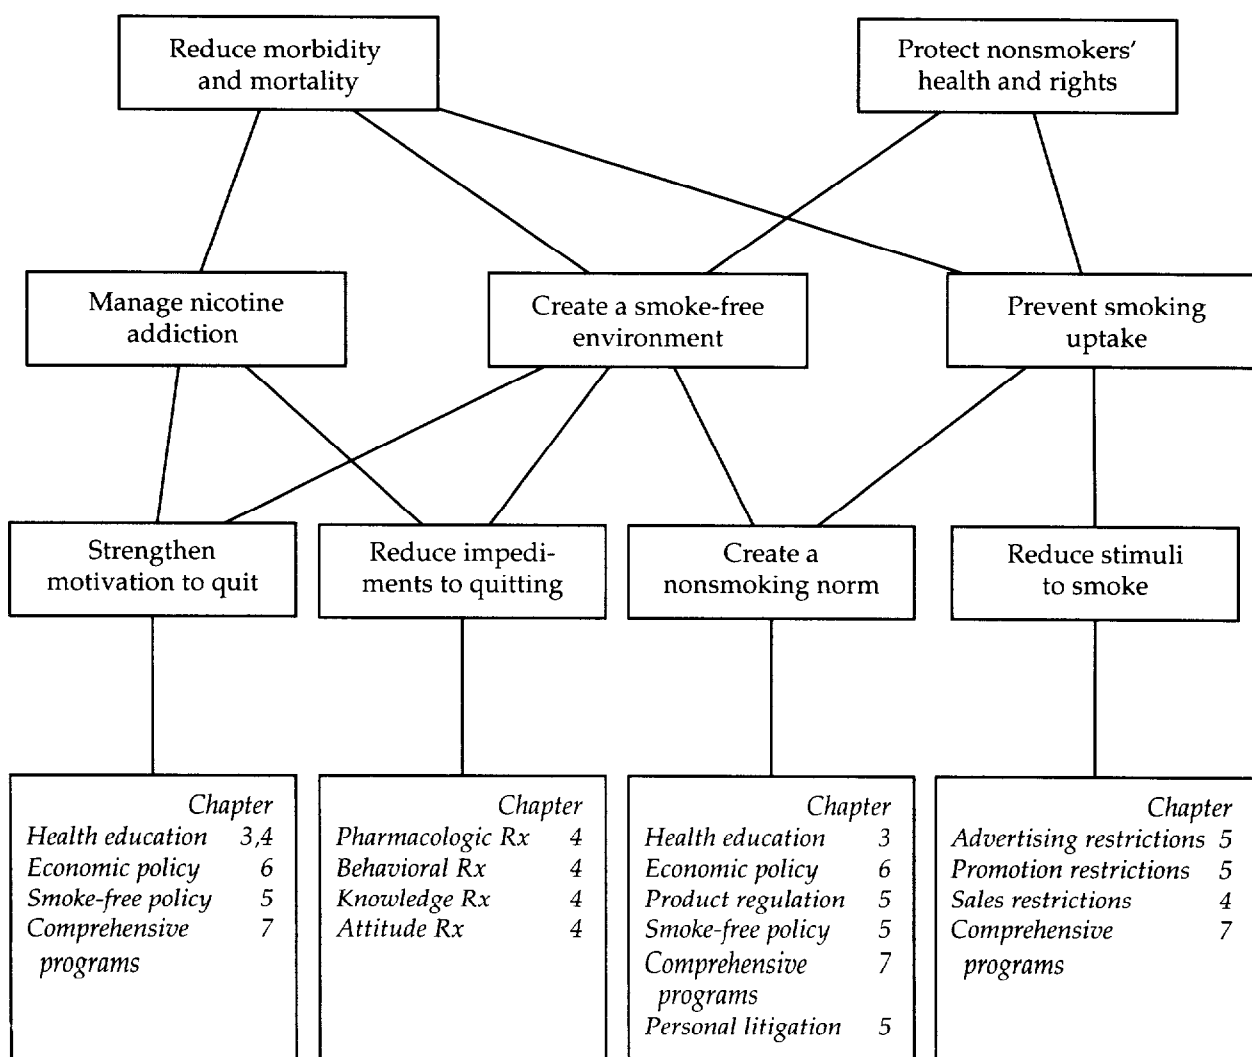 Reduce morbidity
and mortality
Protect nonsmokers'
health and rights
Manage nicotine
addiction
Create a smoke-free
environment
Prevent smoking
uptake
Strengthen
motivation to quit
Reduce impedi-
ments to quitting
Create a
nonsmoking norm
Reduce stimuli
to smoke
Chapter
Health education 3,4
Economic policy 6
Smoke-free policy 5
Comprehensive 7
programs
Chapter
Pharmacologic Rx 4
Behavioral Rx 4
Knowledge Rx 4
Attitude Rx 4
Chapter
Health education 3
Economic policy 6
Product regulation 5
Smoke-free policy 5
Comprehensive 7
programs
Personal litigation 5
Chapter
Advertising restrictions 5
Promotion restrictions 5
Sales restrictions 4
Comprehensive 7
programs